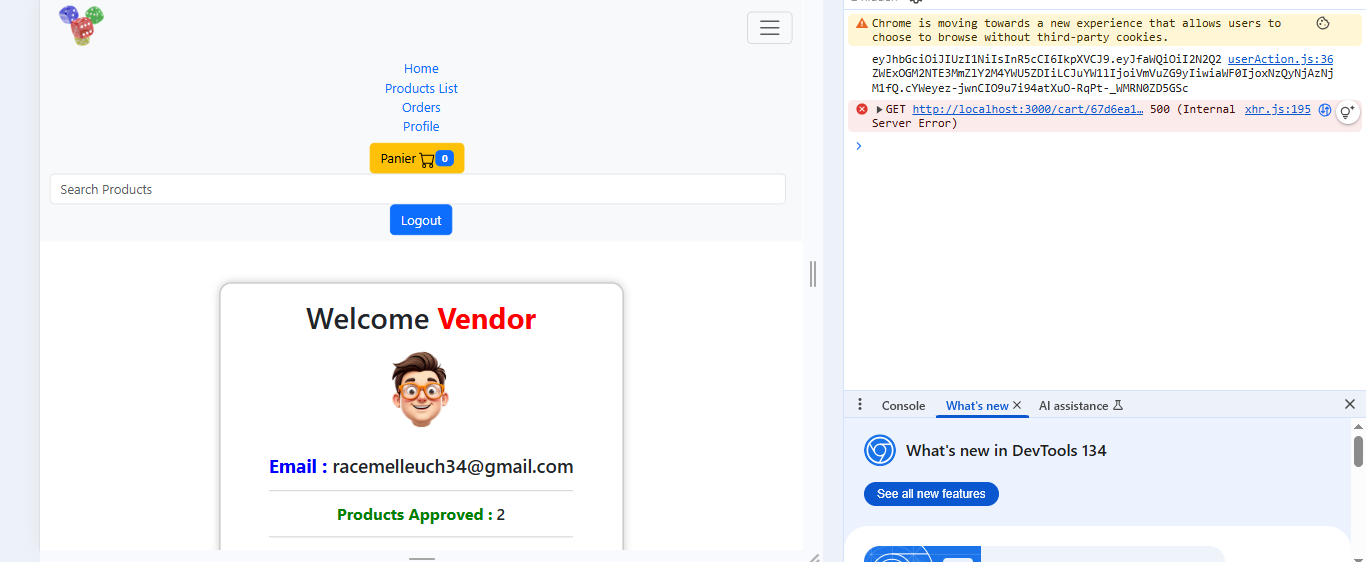 Home
Products List
Orders
Profile
Panier 0
Search Products
Logout
Welcome Vendor
Email : racemelleuch34@gmail.com
Products Approved : 2
Chrome is moving towards a new experience that allows users to
choose to browse without third-party cookies.
eyJhbGciOiJIUzI1NiIsInR5cCI6IkpXVCJ9.eyJfaWQiOiI2N2Q2 userAction.js:36
ZWExOGM2NTE3MmZlY2M4YWU5ZDIiLCJuYW1lIjoiVmVuZG9yIiwiaWF0IjoxNzQyNjAzNj
M1fQ.cYWeyez-jwnCIO9u7i94atXuO-RqPt-_WMRN0ZD5GSc
GET http://localhost:3000/cart/67d6ea1… 500 (Internal xhr.js:195
Server Error)
Console
What's new
AI assistance
What's new in DevTools 134
See all new features